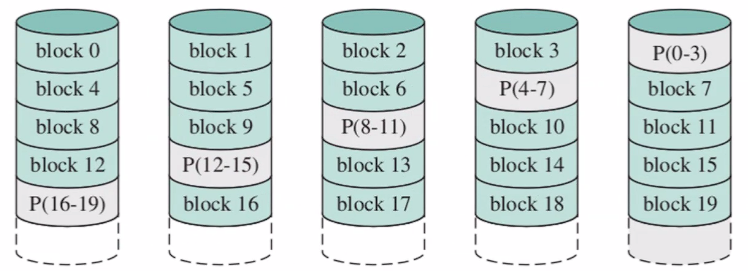 block 0 block 1 block 2 block 3 P(0-3)
block 4 block 5 block 6 P(4-7) block 7
block 8 block 9 P(8-11) block 10 block 11
block 12 P(12-15) block 13 block 14 block 15
P(16-19) block 16 block 17 block 18 block 19